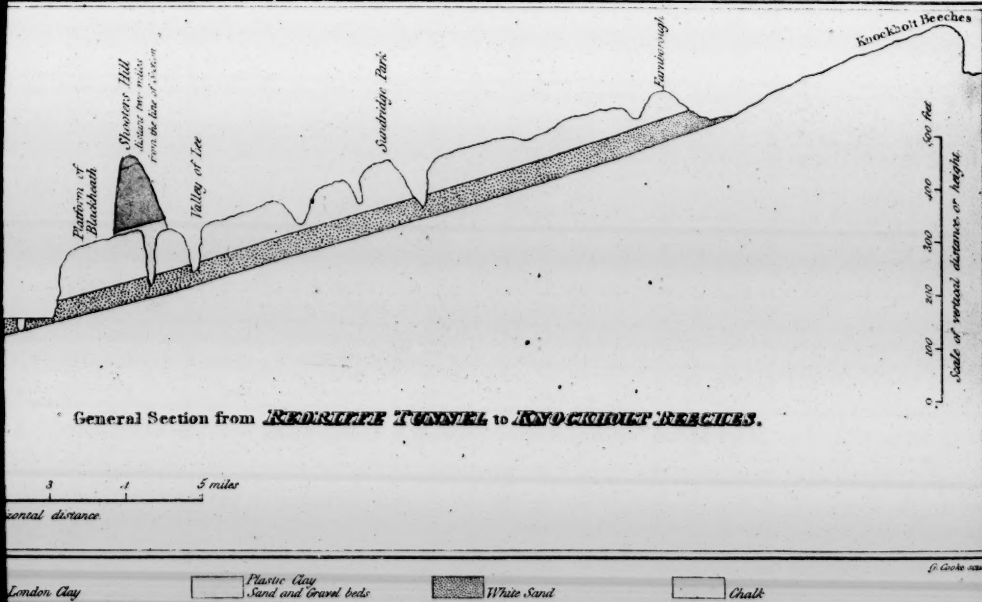 Knockholt Beeches
Farnborough
Sundridge Park
Shooters Hill
distant two miles
from the line of Section
Valley of Lee
Platform of
Blackheath
500 feet
400
300
200
100
0
Scale of vertical distance or height
General Section from REDRIFFE TUNNEL to KNOCKHOLT BEECHES.
3 4 5 miles
zontal distance.
G. Cooke
London Clay
Plastic Clay
Sand and Gravel beds
White Sand
Chalk